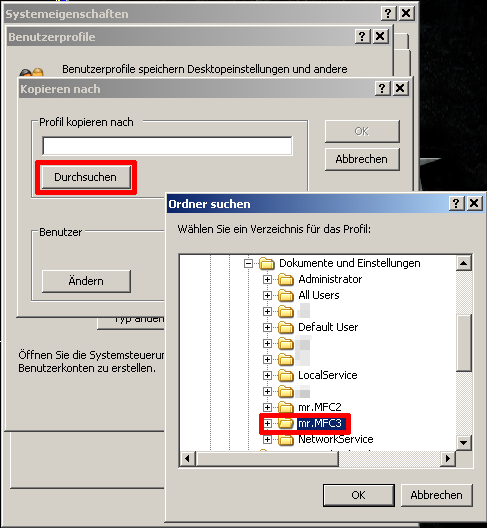 Systemeigenschaften
Benutzerprofile
Benutzerprofile speichern Desktopeinstellungen und andere
Kopieren nach
Profil kopieren nach
OK
Durchsuchen
Abbrechen
Benutzer
Ändern
Typ änder
Öffnen Sie die Systemsteuerun
Benutzerkonten zu erstellen.
Ordner suchen
Wählen Sie ein Verzeichnis für das Profil:
Dokumente und Einstellungen
Administrator
All Users
Default User
LocalService
mr.MFC2
mr.MFC3
NetworkService
OK
Abbrechen